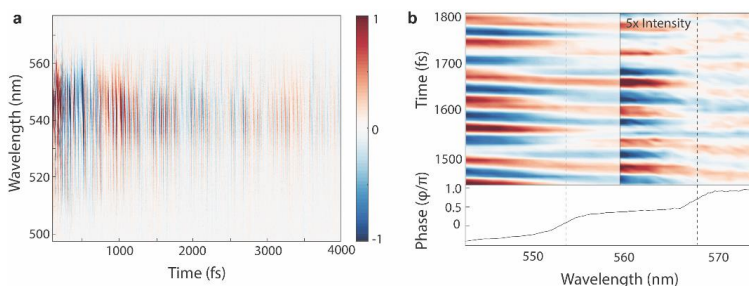 a
Wavelength (nm)
560
540
520
500
1000
2000
3000
4000
Time (fs)
1
0
-1
b
5x Intensity
Time (fs)
1800
1700
1600
1500
Phase (φ/π)
1.0
0.5
0
550
560
570
Wavelength (nm)